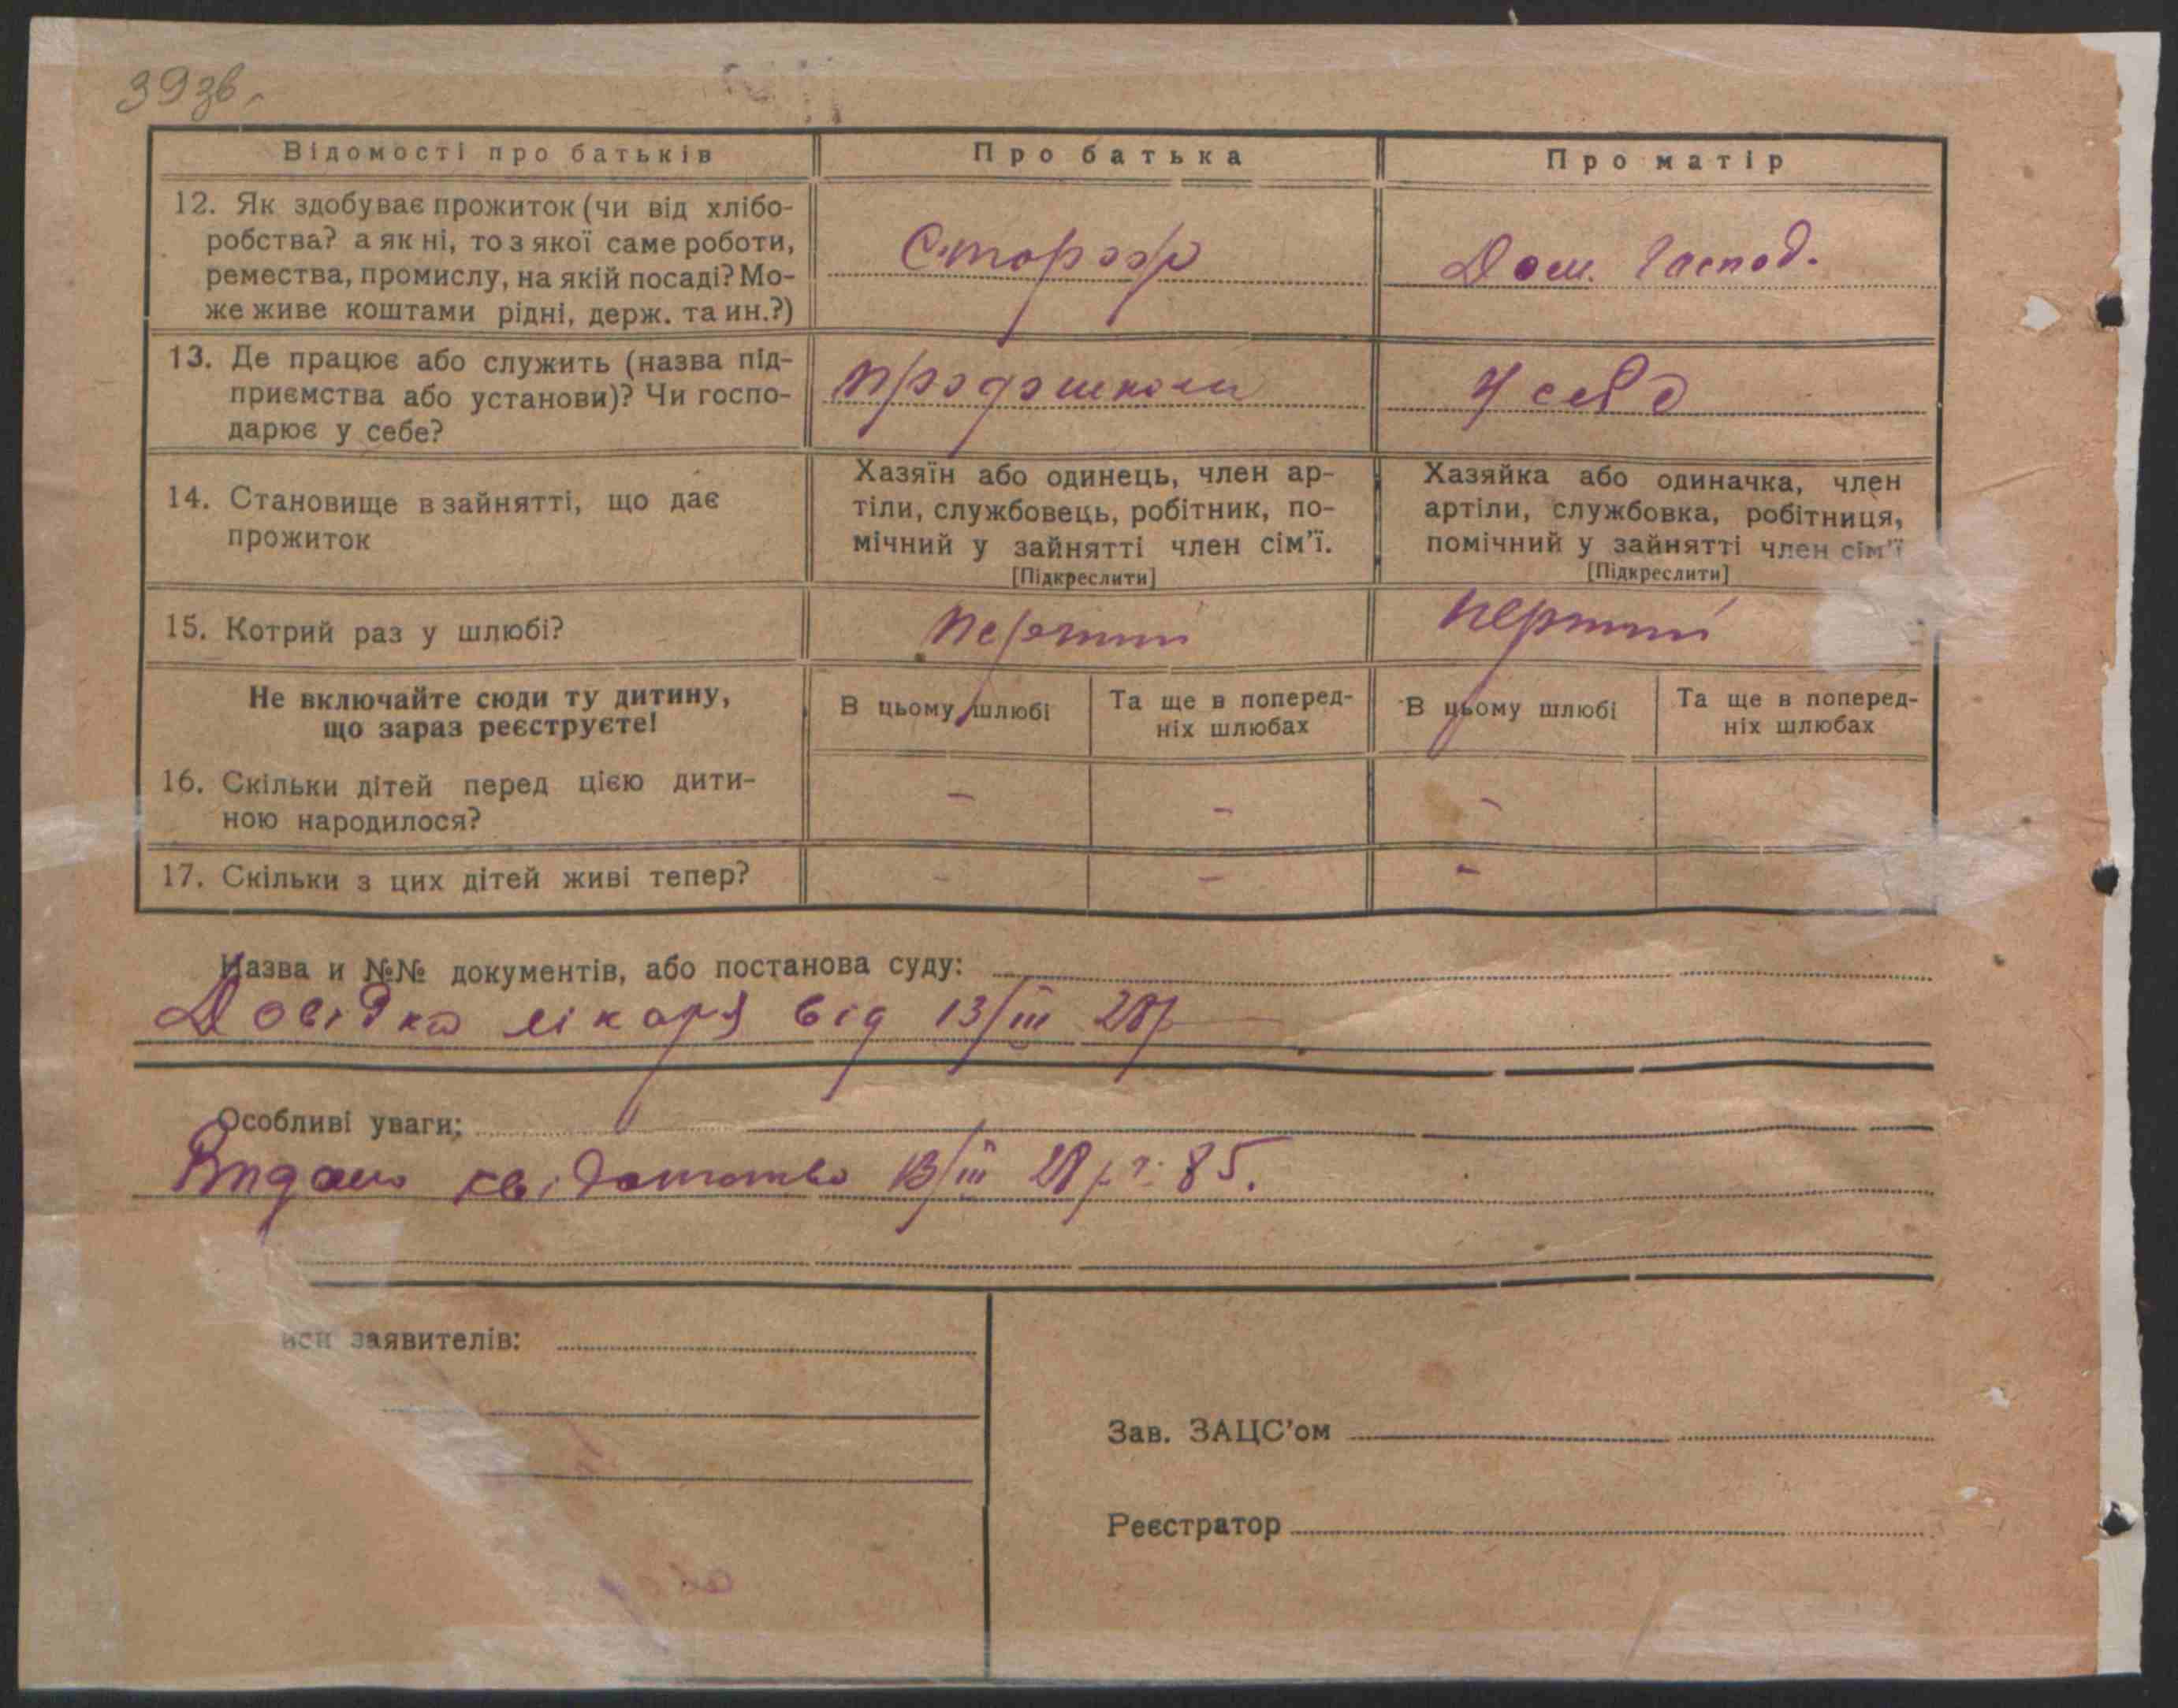 39зв.
Відомості про батьків
Про батька
Про матір
12. Як здобуває прожиток (чи від хлібо-
робства? а як ні, то з якої саме роботи,
ремества, промислу, на якій посаді? Мо-
же живе коштами рідні, держ. та ин.?)
Сторож
Дом. Господ.
13. Де працює або служить (назва під-
приємства або установи)? Чи госпо-
дарює у себе?
профшколи
У себе
14. Становище в зайнятті, що дає
прожиток
Хазяїн або одинець, член ар-
тіли, службовець, робітник, по-
мічний у зайнятті член сім'ї.
[Підкреслити]
Хазяйка або одиначка, член
артіли, службовка, робітниця,
помічний у зайнятті член сім'ї
[Підкреслити]
15. Котрий раз у шлюбі?
перший
перший
Не включайте сюди ту дитину,
що зараз реєструєте!
В цьому шлюбі
Та ще в поперед-
ніх шлюбах
В цьому шлюбі
Та ще в поперед-
ніх шлюбах
16. Скільки дітей перед цією дити-
ною народилося?
- - -
17. Скільки з цих дітей живі тепер?
- - -
Назва и №№ документів, або постанова суду:
Довідка лікаря від 13/III 28р
Особливі уваги:
Видано свідоцтво 13/III 28р 85.
иси заявителів:
Зав. ЗАЦС'ом
Реєстратор